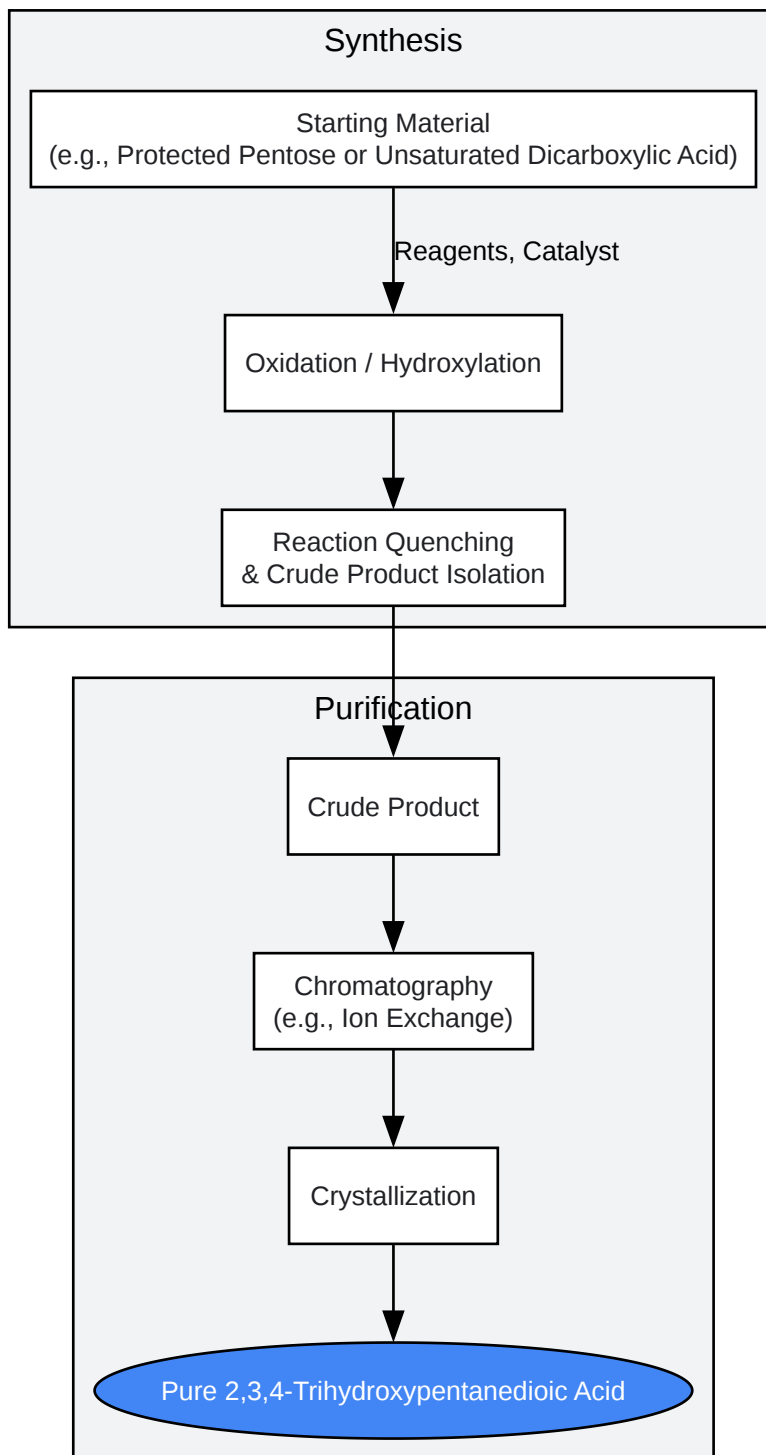 Synthesis
Starting Material
(e.g., Protected Pentose or Unsaturated Dicarboxylic Acid)
Reagents, Catalyst
Oxidation / Hydroxylation
Reaction Quenching
& Crude Product Isolation
Purification
Crude Product
Chromatography
(e.g., Ion Exchange)
Crystallization
Pure 2,3,4-Trihydroxypentanedioic Acid